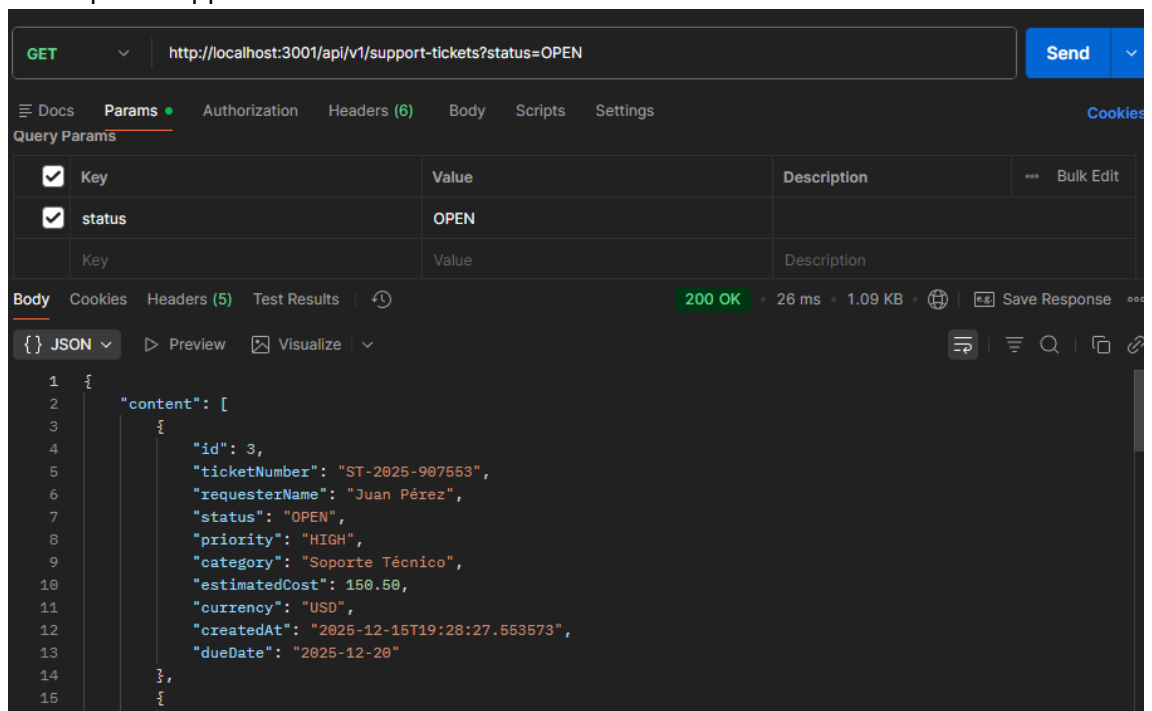 GET http://localhost:3001/api/v1/support-tickets?status=OPEN Send
Docs Params Authorization Headers (6) Body Scripts Settings Cookies
Query Params
Key Value Description Bulk Edit
status OPEN
Key Value Description
Body Cookies Headers (5) Test Results 200 OK 26 ms 1.09 KB e.g. Save Response
{} JSON Preview Visualize
1 {
2 "content": [
3 {
4 "id": 3,
5 "ticketNumber": "ST-2025-907553",
6 "requesterName": "Juan Pérez",
7 "status": "OPEN",
8 "priority": "HIGH",
9 "category": "Soporte Técnico",
10 "estimatedCost": 150.50,
11 "currency": "USD",
12 "createdAt": "2025-12-15T19:28:27.553573",
13 "dueDate": "2025-12-20"
14 },
15 {